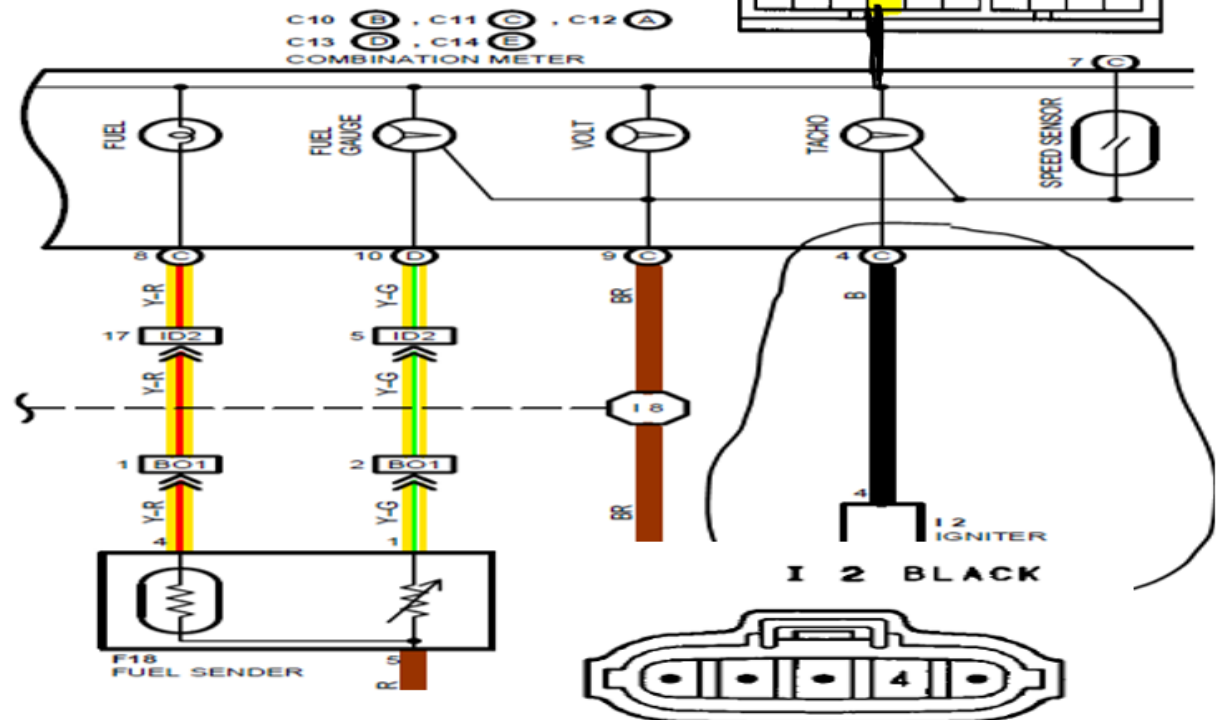 C10 B , C11 C , C12 A
C13 D , C14 E
COMBINATION METER
7 C
FUEL
FUEL GAUGE
VOLT
TACHO
SPEED SENSOR
8 C
10 D
9 C
4 C
Y-R
Y-G
BR
B
17 ID2
5 ID2
Y-R
Y-G
I 8
1 BO1
2 BO1
Y-R
Y-G
BR
4
I 2
IGNITER
4
1
I 2 BLACK
F18
FUEL SENDER
5
R
4